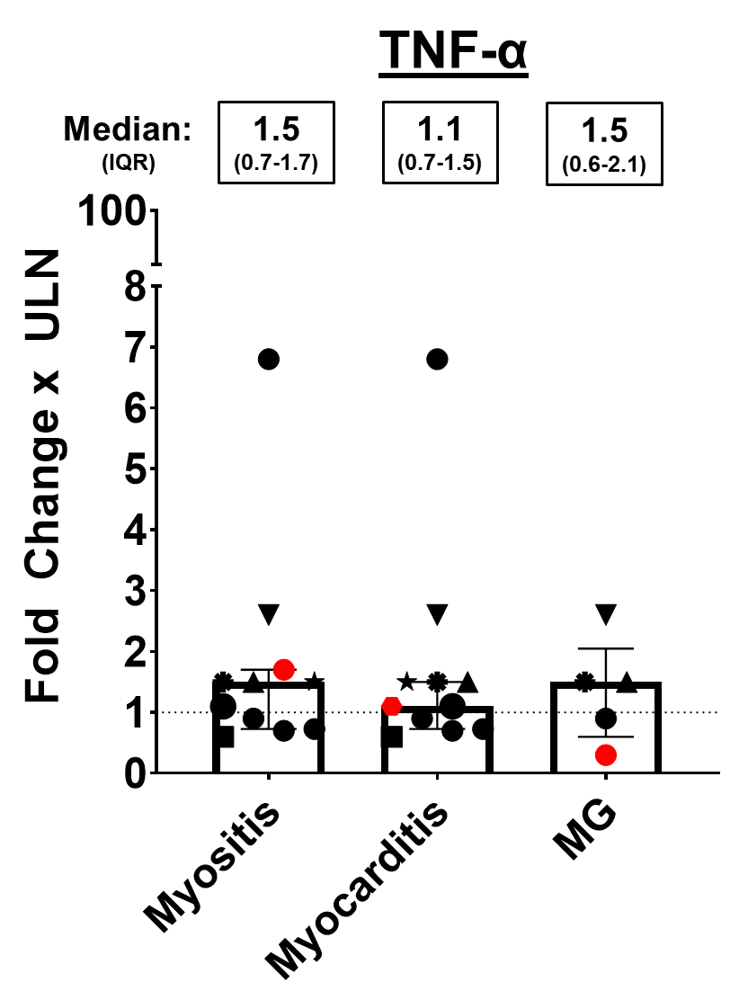 TNF-α
Median:
(IQR)
1.5
(0.7-1.7)
1.1
(0.7-1.5)
1.5
(0.6-2.1)
Fold Change x ULN
100
8
7
6
5
4
3
2
1
0
Myositis
Myocarditis
MG